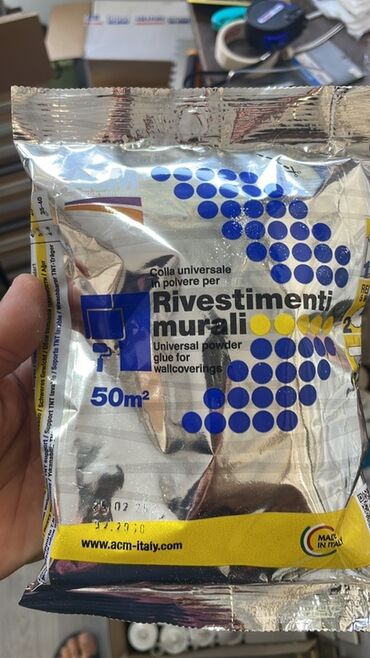 Colla universale
in polvere per
Rivestimenti
murali
Universal powder
glue for
wallcoverings
50m²
www.acm-italy.com
MADE
IN ITALY